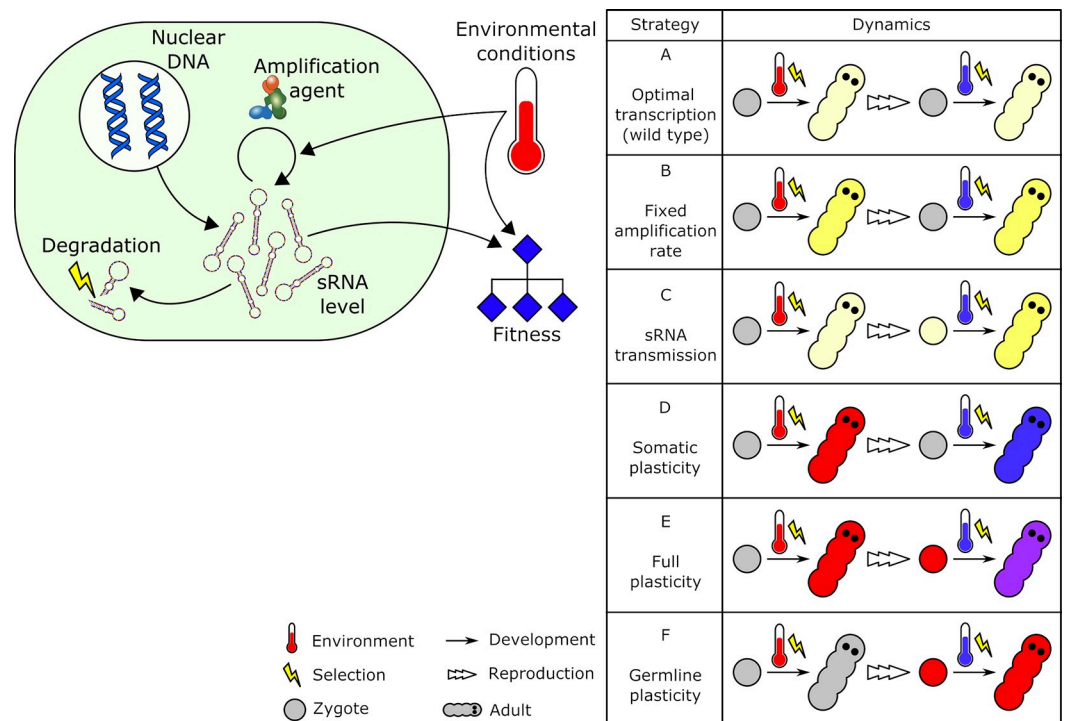 Nuclear
DNA
Amplification
agent
Environmental
conditions
Degradation
sRNA
level
Fitness
Environment
Development
Selection
Reproduction
Zygote
Adult
Strategy
Dynamics
A
Optimal
transcription
(wild type)
B
Fixed
amplification
rate
C
sRNA
transmission
D
Somatic
plasticity
E
Full
plasticity
F
Germline
plasticity